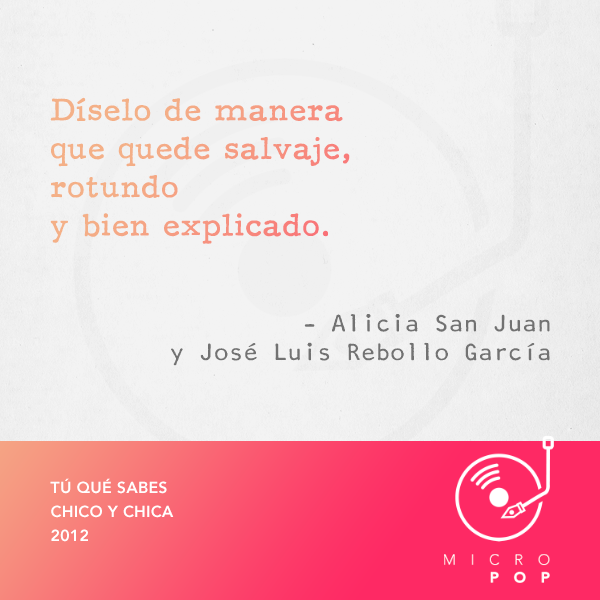 Díselo de manera
que quede salvaje,
rotundo
y bien explicado.
– Alicia San Juan
y José Luis Rebollo García
TÚ QUÉ SABES
CHICO Y CHICA
2012
MICRO
POP